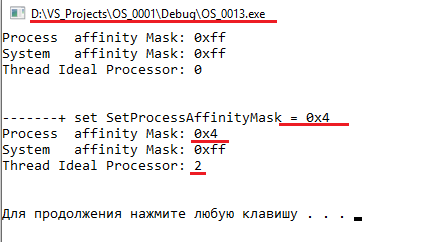 D:\VS_Projects\OS_0001\Debug\OS_0013.exe
Process  affinity Mask: 0xff
System   affinity Mask: 0xff
Thread Ideal Processor: 0
-------+ set SetProcessAffinityMask = 0x4
Process  affinity Mask: 0x4
System   affinity Mask: 0xff
Thread Ideal Processor: 2
Для продолжения нажмите любую клавишу . . .